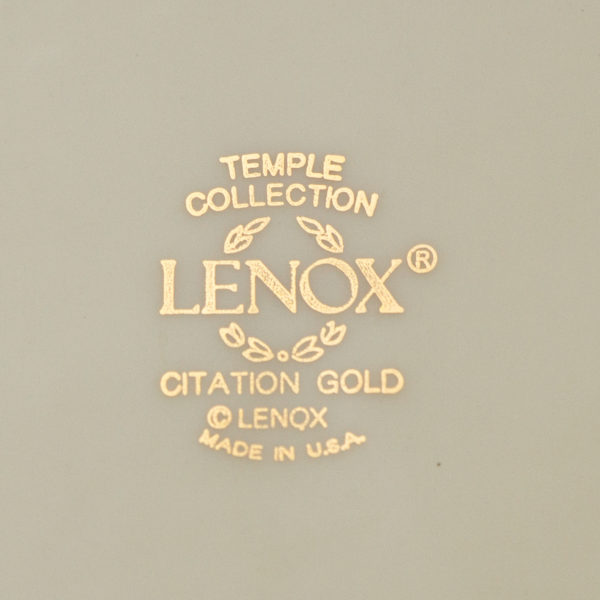 TEMPLE
COLLECTION
LENOX®
CITATION GOLD
© LENOX
MADE IN U.S.A.